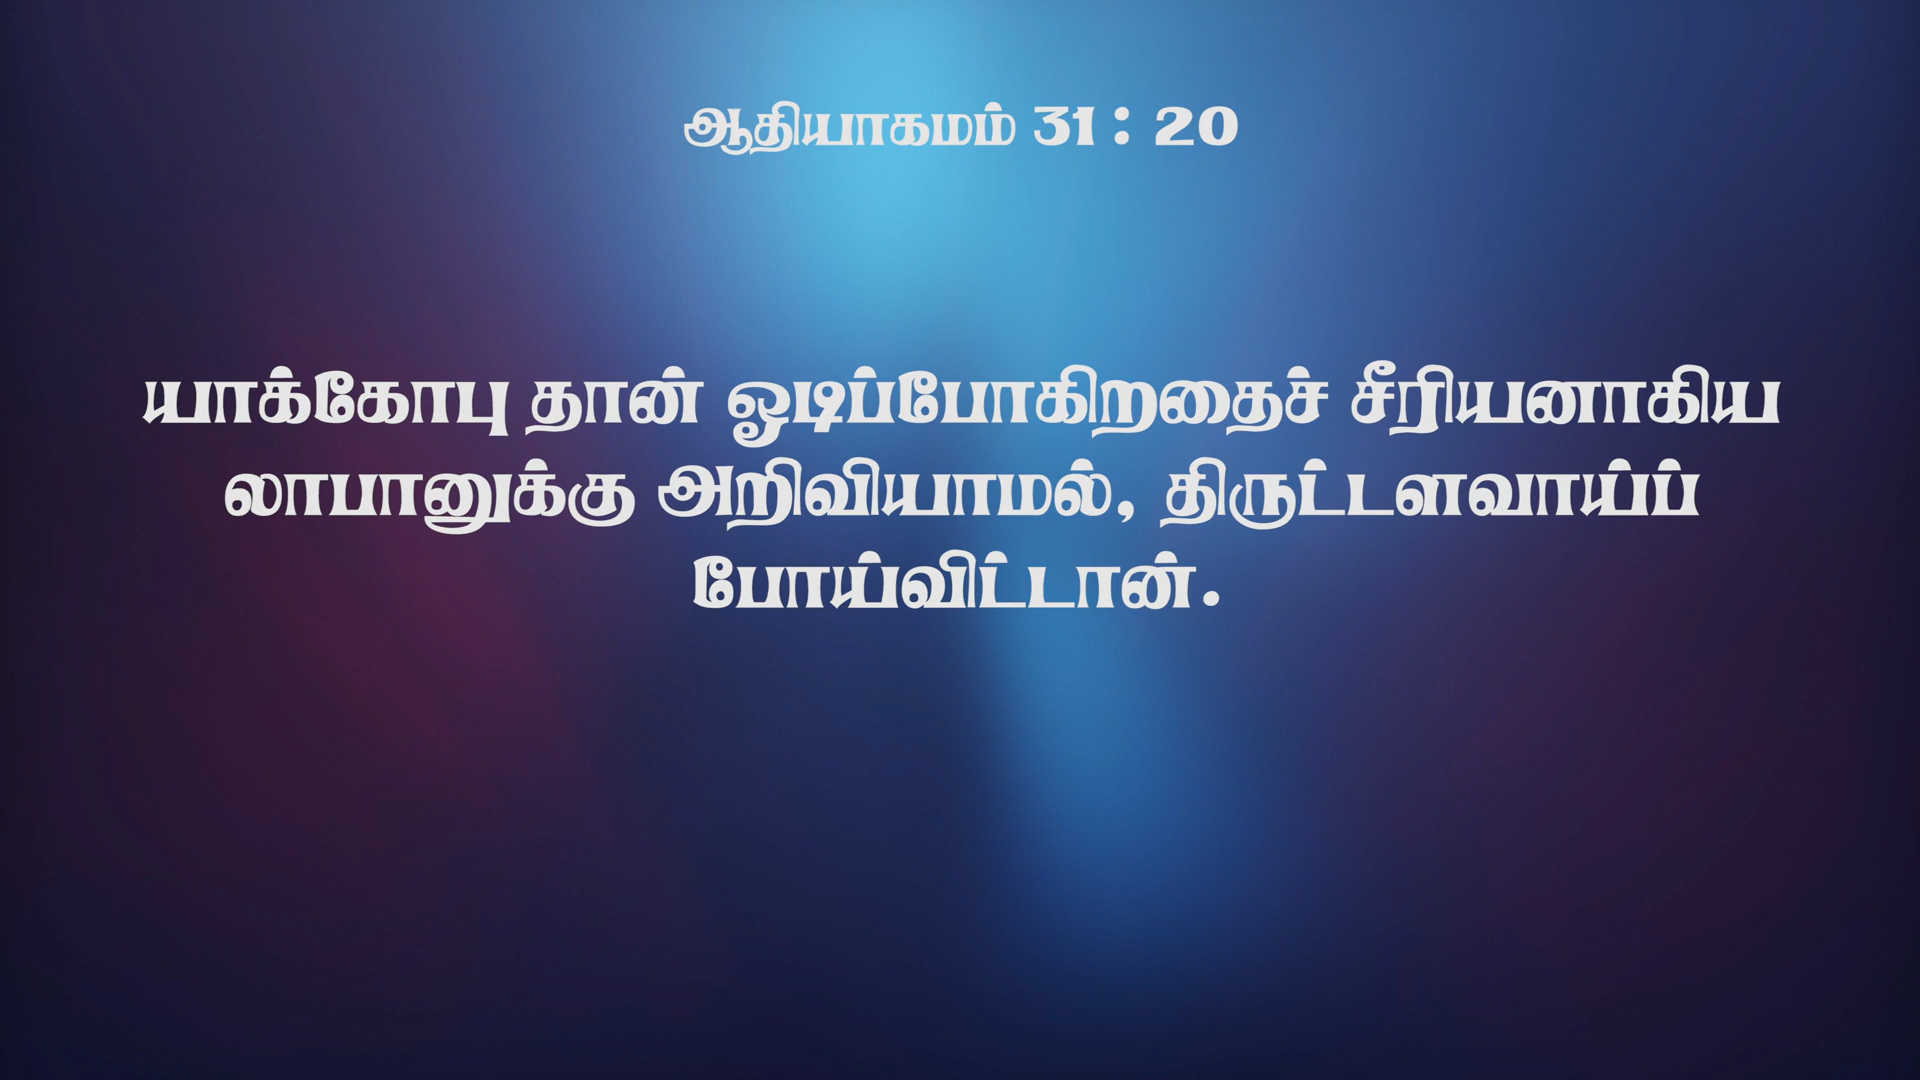 ஆதியாகமம் 31 : 20
யாக்கோபு தான் ஓடிப்போகிறதைச் சீரியனாகிய
லாபானுக்கு அறிவியாமல், திருட்டளவாய்ப்
போய்விட்டான்.